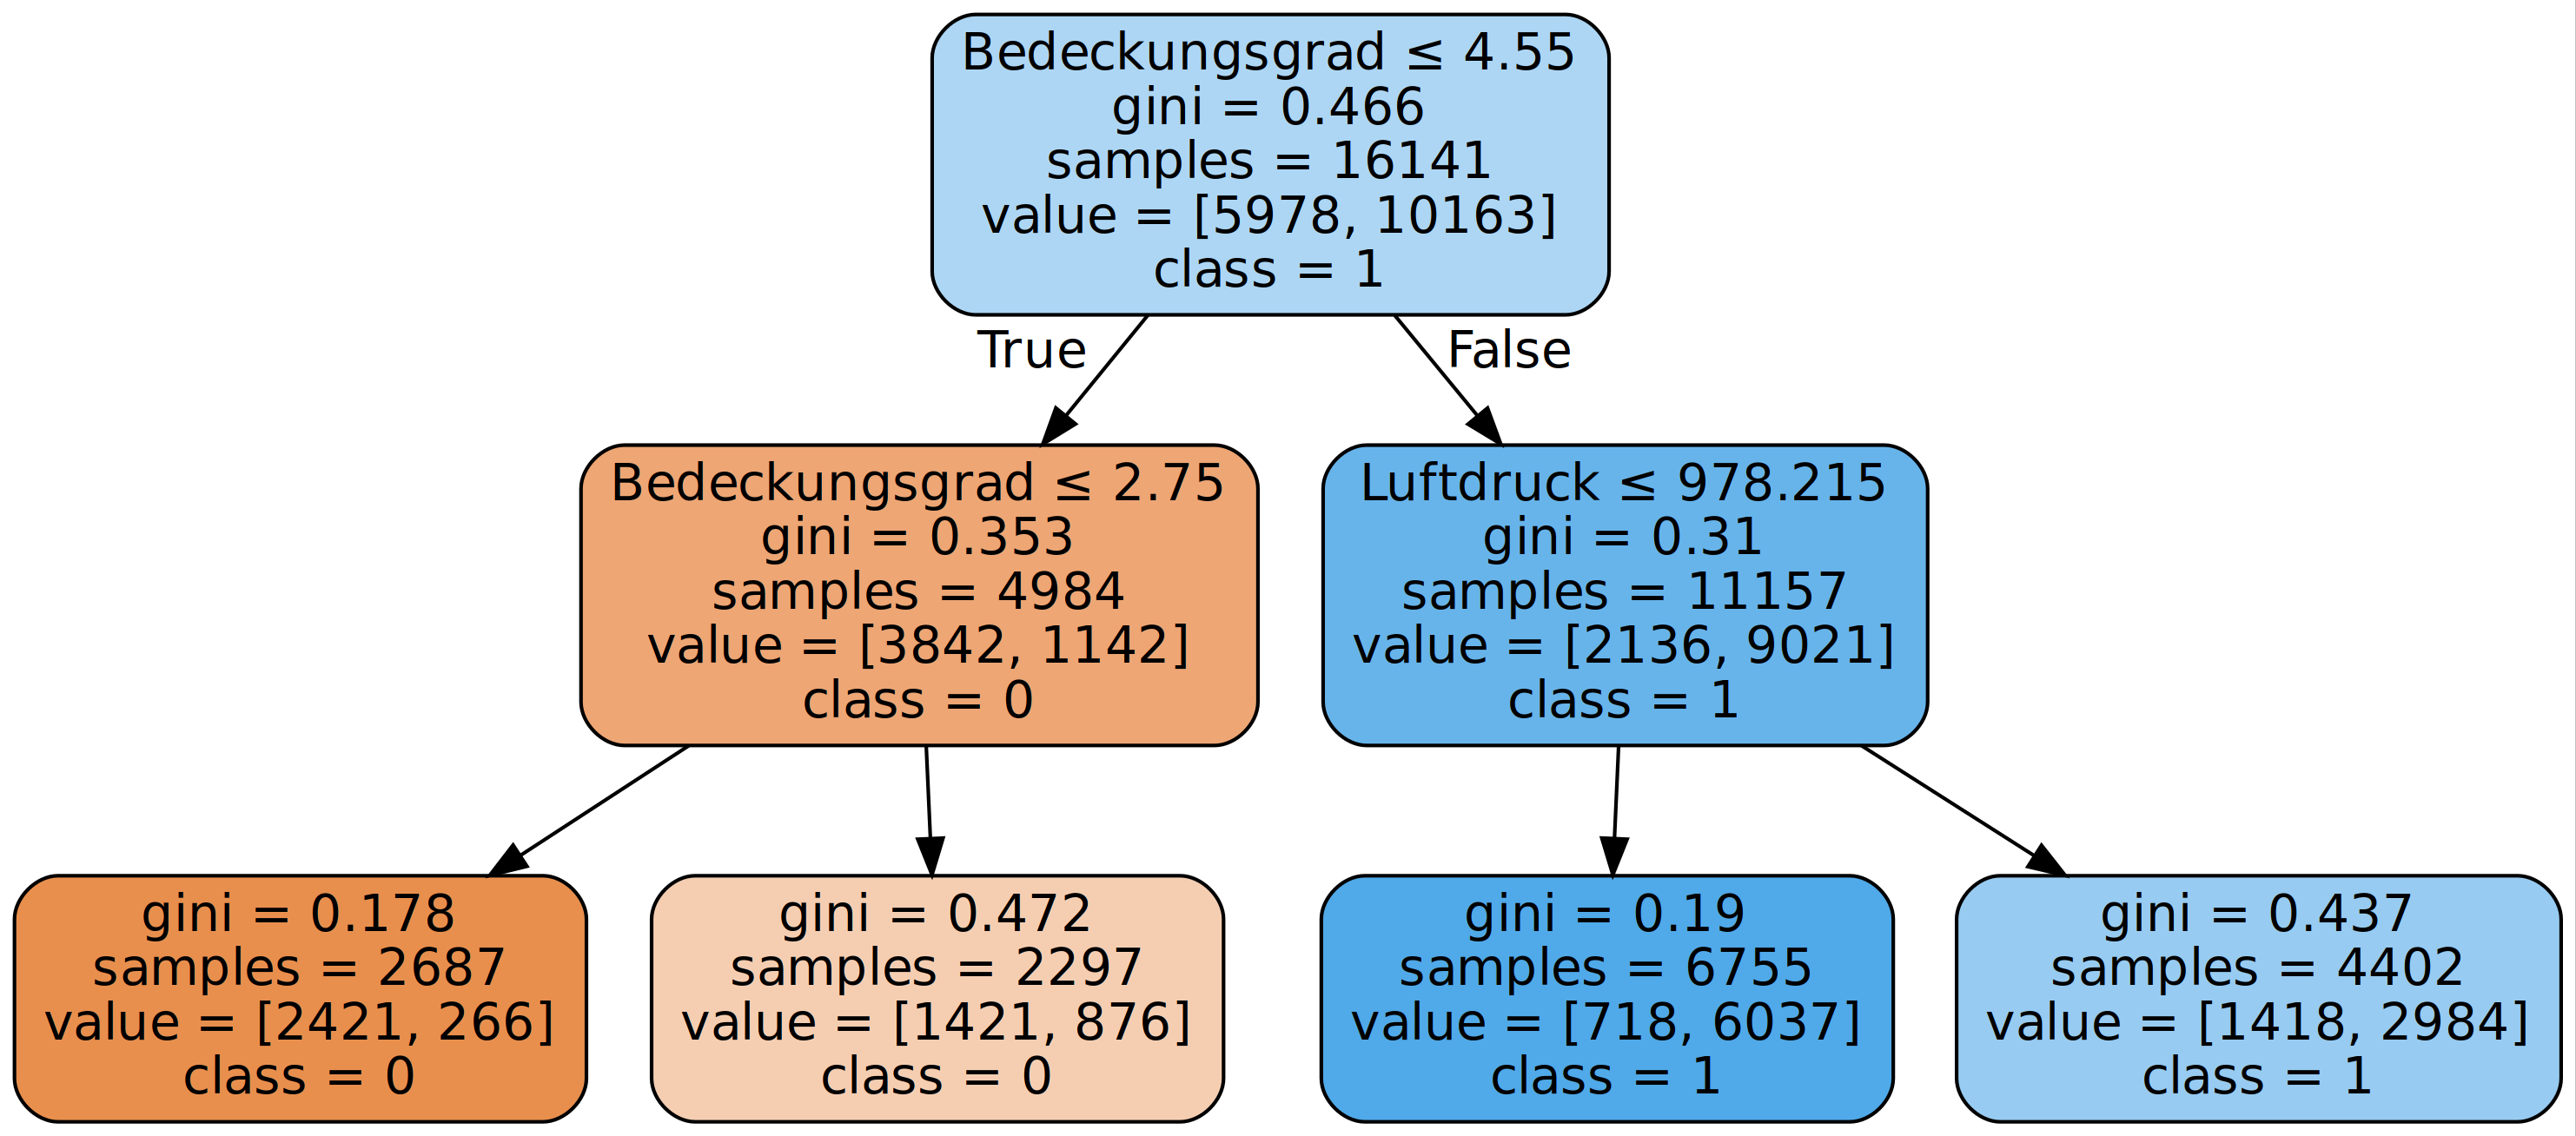 Bedeckungsgrad ≤ 4.55
gini = 0.466
samples = 16141
value = [5978, 10163]
class = 1
True
False
Bedeckungsgrad ≤ 2.75
gini = 0.353
samples = 4984
value = [3842, 1142]
class = 0
Luftdruck ≤ 978.215
gini = 0.31
samples = 11157
value = [2136, 9021]
class = 1
gini = 0.178
samples = 2687
value = [2421, 266]
class = 0
gini = 0.472
samples = 2297
value = [1421, 876]
class = 0
gini = 0.19
samples = 6755
value = [718, 6037]
class = 1
gini = 0.437
samples = 4402
value = [1418, 2984]
class = 1